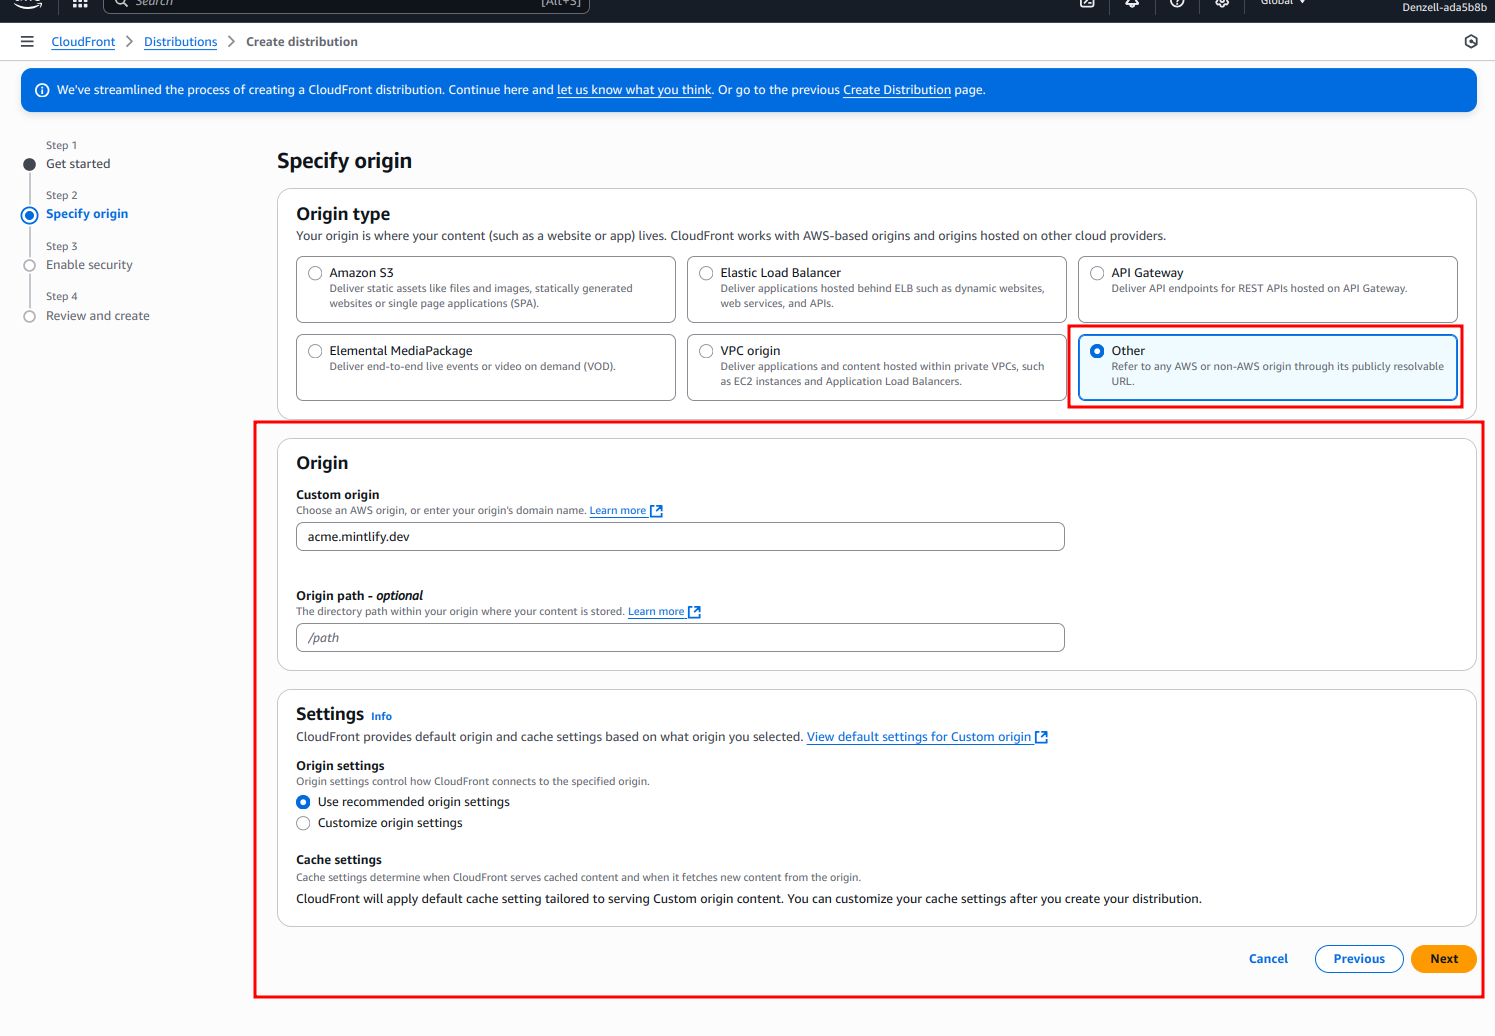 Search
[Alt+S]
Global
Denzell-ada5b8b
CloudFront > Distributions > Create distribution
We've streamlined the process of creating a CloudFront distribution. Continue here and let us know what you think. Or go to the previous Create Distribution page.
Step 1
Get started
Step 2
Specify origin
Step 3
Enable security
Step 4
Review and create
Specify origin
Origin type
Your origin is where your content (such as a website or app) lives. CloudFront works with AWS-based origins and origins hosted on other cloud providers.
Amazon S3
Deliver static assets like files and images, statically generated
websites or single page applications (SPA).
Elastic Load Balancer
Deliver applications hosted behind ELB such as dynamic websites,
web services, and APIs.
API Gateway
Deliver API endpoints for REST APIs hosted on API Gateway.
Elemental MediaPackage
Deliver end-to-end live events or video on demand (VOD).
VPC origin
Deliver applications and content hosted within private VPCs, such
as EC2 instances and Application Load Balancers.
Other
Refer to any AWS or non-AWS origin through its publicly resolvable
URL.
Origin
Custom origin
Choose an AWS origin, or enter your origin's domain name. Learn more
acme.mintlify.dev
Origin path - optional
The directory path within your origin where your content is stored. Learn more
/path
Settings Info
CloudFront provides default origin and cache settings based on what origin you selected. View default settings for Custom origin
Origin settings
Origin settings control how CloudFront connects to the specified origin.
Use recommended origin settings
Customize origin settings
Cache settings
Cache settings determine when CloudFront serves cached content and when it fetches new content from the origin.
CloudFront will apply default cache setting tailored to serving Custom origin content. You can customize your cache settings after you create your distribution.
Cancel
Previous
Next